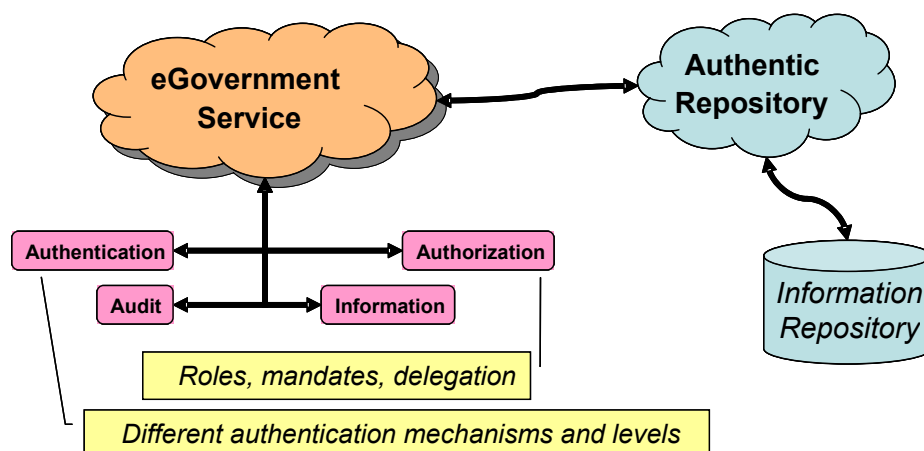 eGovernment
Service
Authentic
Repository
Authentication
Authorization
Audit
Information
Information
Repository
Roles, mandates, delegation
Different authentication mechanisms and levels